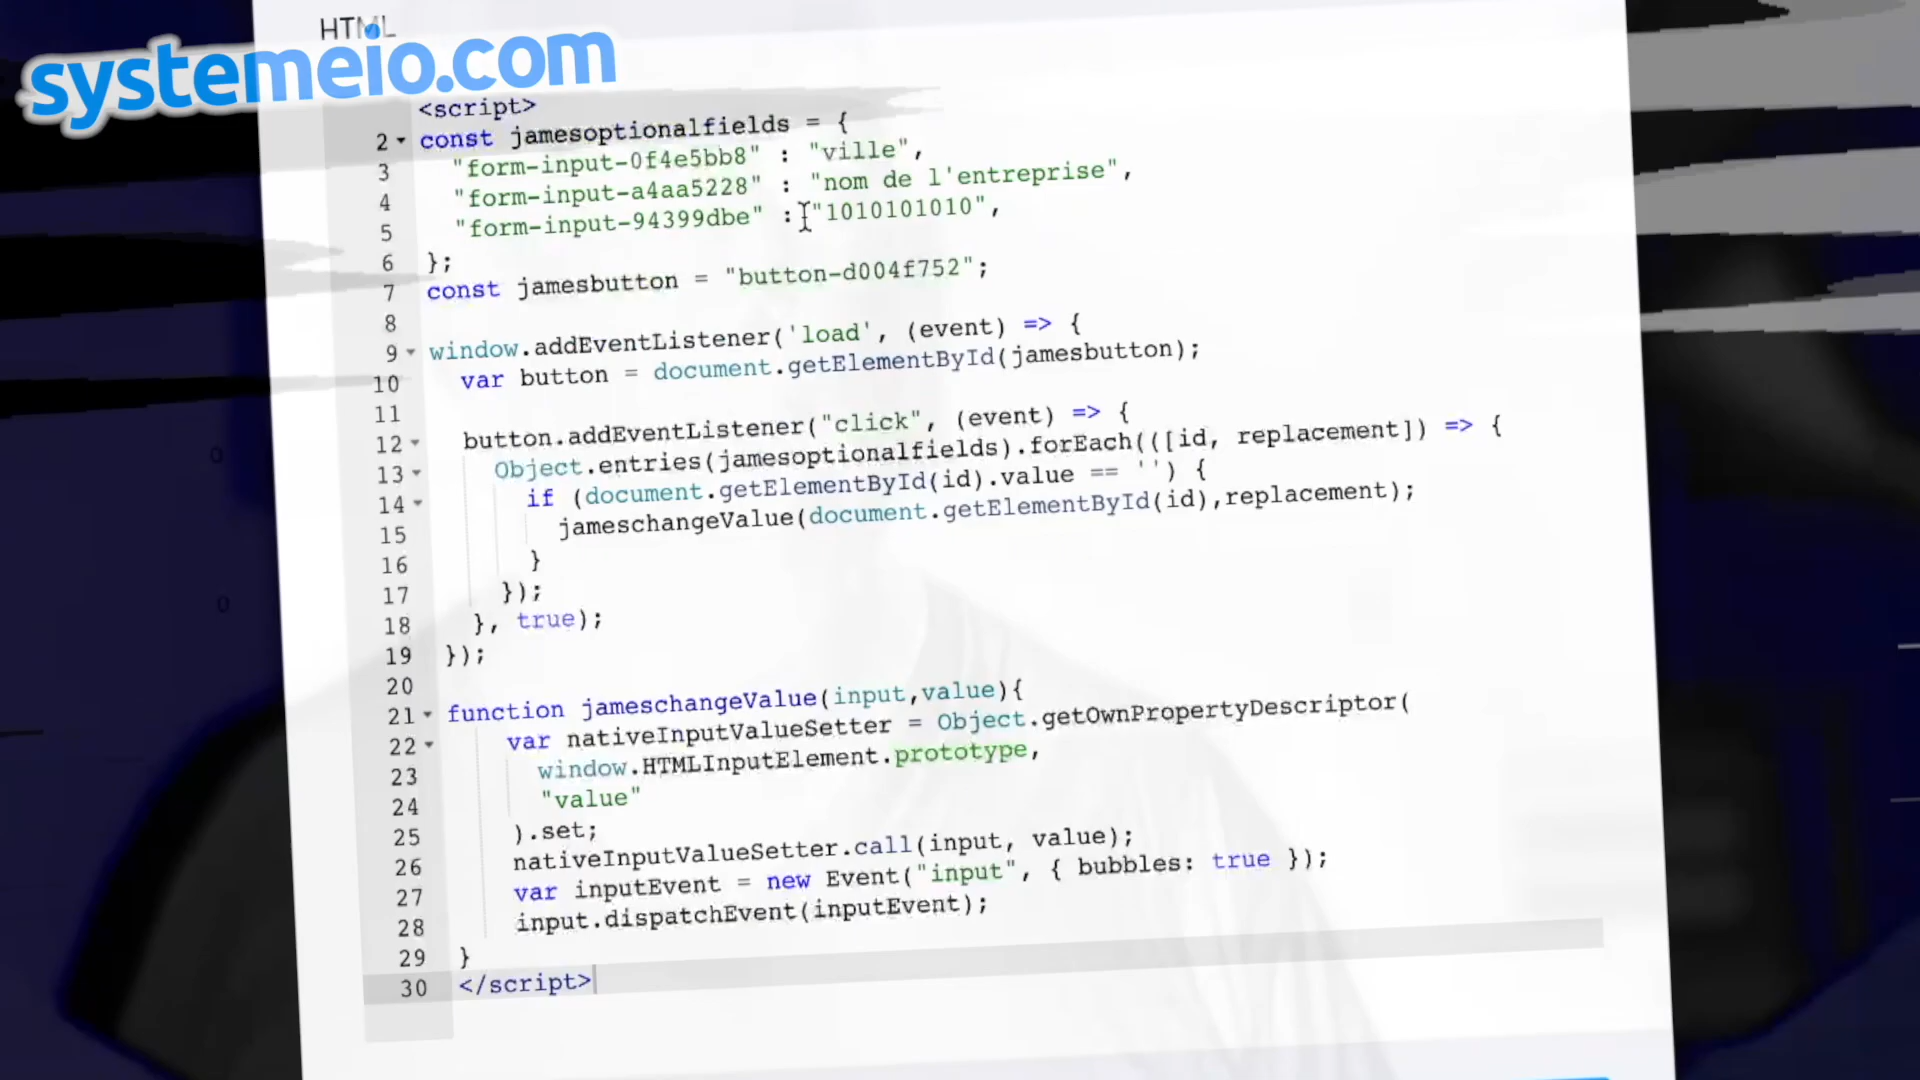 HTML
systemeio.com
<script>
2 const jamesoptionalfields = {
3 "form-input-0f4e5bb8" : "ville",
4 "form-input-a4aa5228" : "nom de l'entreprise",
5 "form-input-94399dbe" : "1010101010",
6 };
7 const jamesbutton = "button-d004f752";
8
9 window.addEventListener('load', (event) => {
10 var button = document.getElementById(jamesbutton);
11
12 button.addEventListener("click", (event) => {
13 Object.entries(jamesoptionalfields).forEach(([id, replacement]) => {
14 if (document.getElementById(id).value == '') {
15 jameschangeValue(document.getElementById(id),replacement);
16 }
17 });
18 }, true);
19 });
20
21 function jameschangeValue(input,value){
22 var nativeInputValueSetter = Object.getOwnPropertyDescriptor(
23 window.HTMLInputElement.prototype,
24 "value"
25 ).set;
26 nativeInputValueSetter.call(input, value);
27 var inputEvent = new Event("input", { bubbles: true });
28 input.dispatchEvent(inputEvent);
29 }
30 </script>
0
0